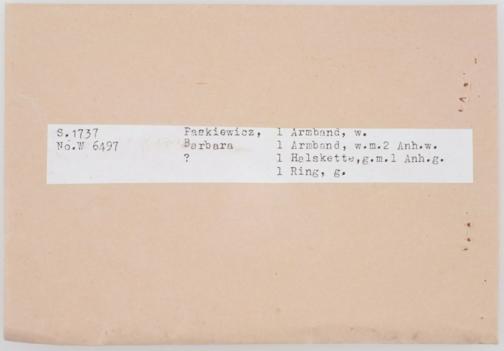 S.1737 Paskiewicz, 1 Armband, w.
No.W 6497 Barbara 1 Armband, w.m.2 Anh.w.
? 1 Halskette,g.m.1 Anh.g.
1 Ring, g.